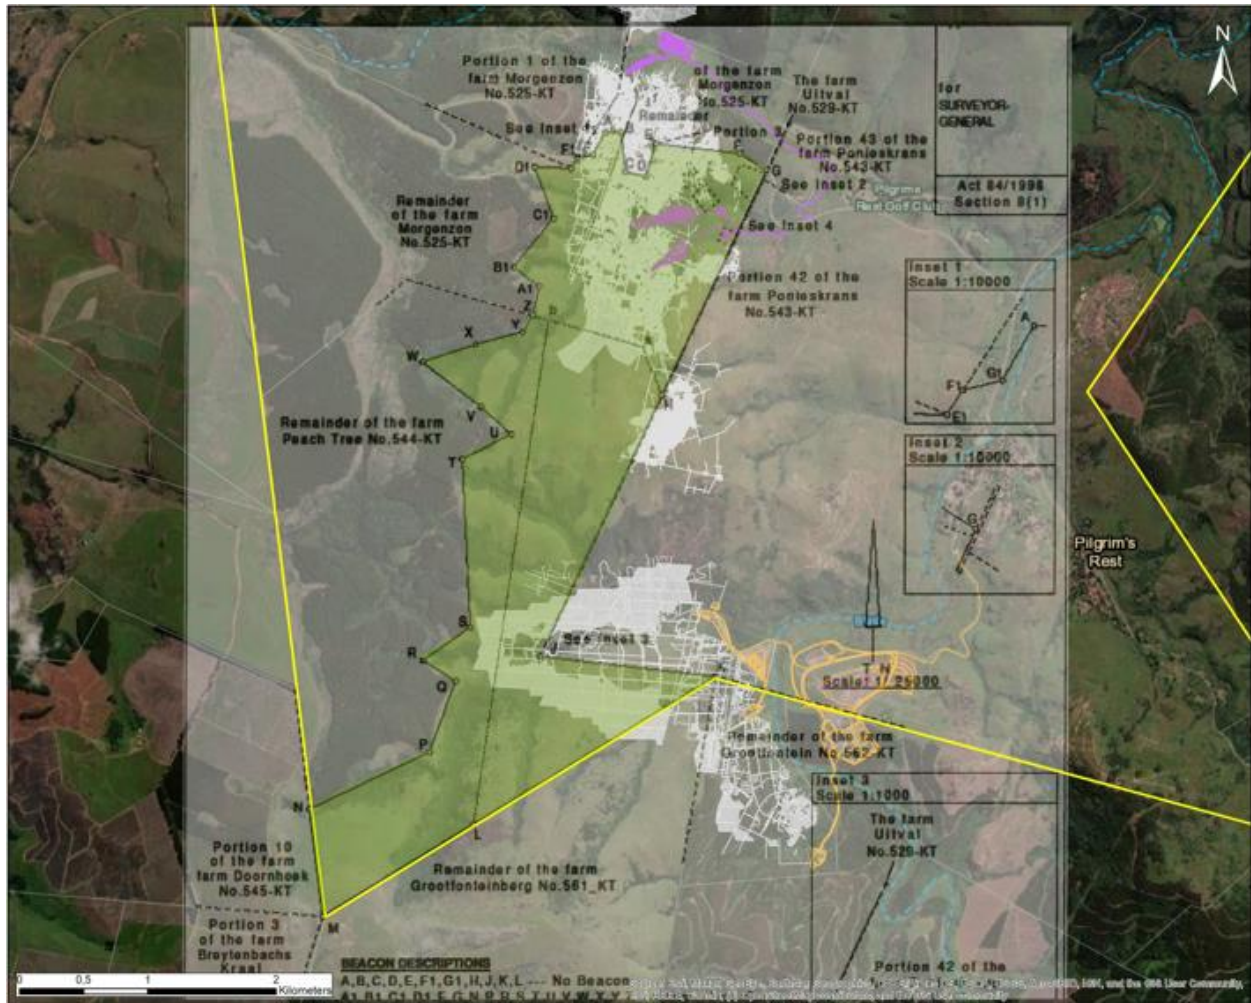 N
Portion 1 of the
farm Morgenzon
No.525-KT
of the farm
Morgenzon
No.525-KT
Remainder
The farm
Uitval
No.529-KT
for
SURVEYOR-
GENERAL
See Inset
Portion 3
Portion 43 of the
farm Ponieskrans
No.543-KT
Act 84/1998
Section 8(1)
See Inset 2
Pilgrims
Rest Golf Club
See Inset 4
Remainder
of the farm
Morgenzon
No.525-KT
Portion 42 of the
farm Ponieskrans
No.543-KT
F1
D1
C1
B1
A1
Z
Y
X
W
V
U
T
S
R
Q
P
N
M
L
C D
E
G
H
Inset 1
Scale 1:10000
A
G1
F1
E1
Inset 2
Scale 1:10000
G
Remainder of the farm
Peach Tree No.544-KT
Pilgrim's
Rest
See Inset 3
T N
Scale 1: 25000
Remainder of the farm
Grootfontein No.562-KT
Inset 3
Scale 1:1000
The farm
Uitval
No.529-KT
Portion 10
of the farm
farm Doornhoek
No.545-KT
Remainder of the farm
Grootfonteinberg No.561_KT
Portion 3
of the farm
Breytenbachs
Kraal
Portion 42 of the
BEACON DESCRIPTIONS
A,B,C,D,E,F1,G1,H,J,K,L --- No Beacon
0 0,5 1 2
Kilometers